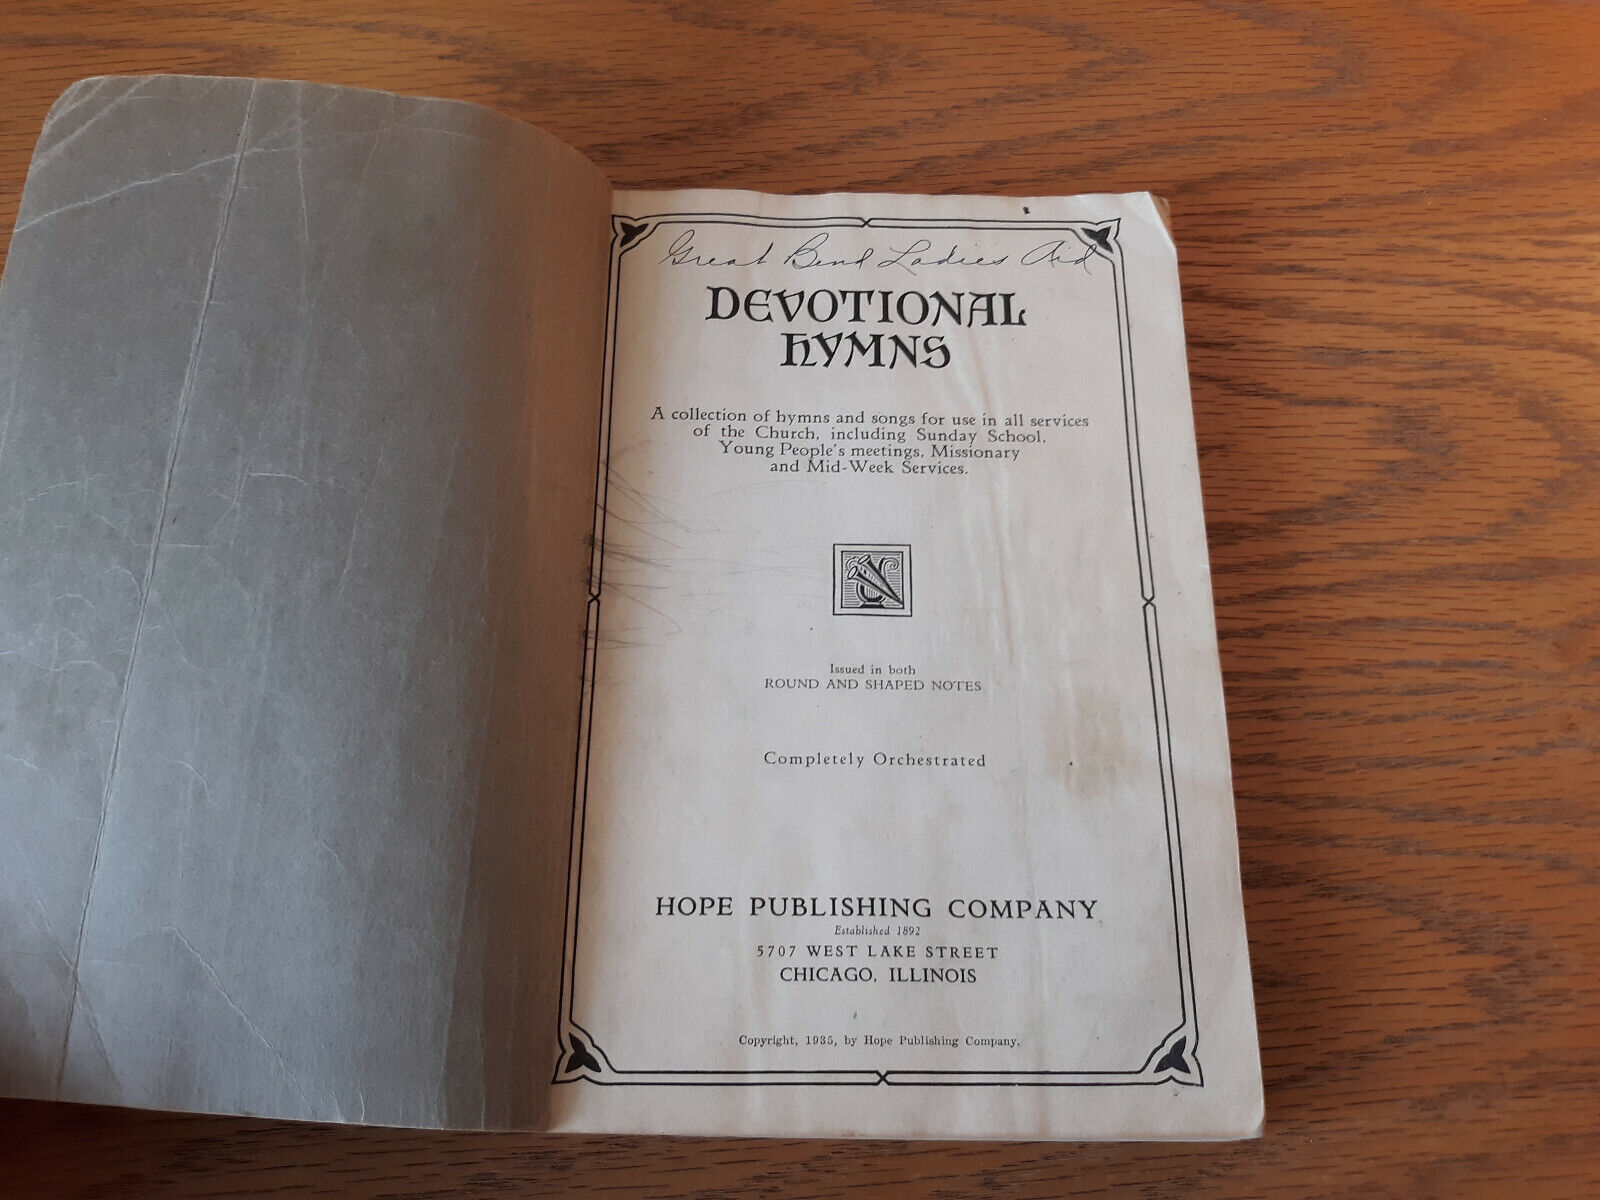 Great Bend Ladies Aid
DEVOTIONAL
HYMNS
A collection of hymns and songs for use in all services
of the Church, including Sunday School,
Young People's meetings, Missionary
and Mid-Week Services.
Issued in both
ROUND AND SHAPED NOTES
Completely Orchestrated
HOPE PUBLISHING COMPANY
Established 1892
5707 WEST LAKE STREET
CHICAGO, ILLINOIS
Copyright, 1935, by Hope Publishing Company.